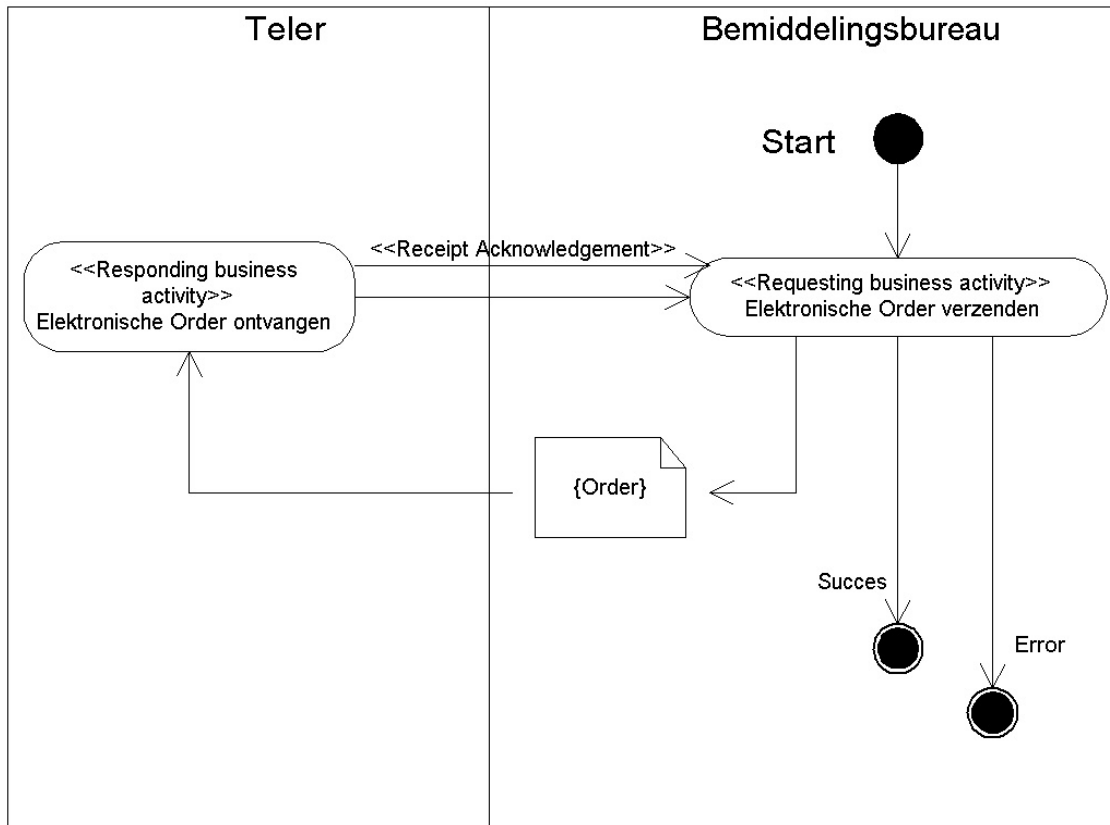 Teler
Bemiddelingsbureau
Start
<<Receipt Acknowledgement>>
<<Responding business
activity>>
Elektronische Order ontvangen
<<Requesting business activity>>
Elektronische Order verzenden
{Order}
Succes
Error